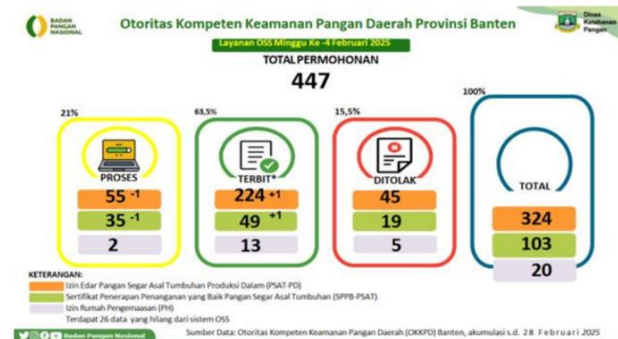 BADAN
PANGAN
NASIONAL
Otoritas Kompeten Keamanan Pangan Daerah Provinsi Banten
Dinas
Ketahanan
Pangan
Layanan OSS Minggu Ke -4 Februari 2025
TOTAL PERMOHONAN
447
21%
63,5%
15,5%
100%
PROSES
TERBIT*
DITOLAK
TOTAL
55 -1
224 +1
45
324
35 -1
49 +1
19
103
2
13
5
20
KETERANGAN:
Izin Edar Pangan Segar Asal Tumbuhan Produksi Dalam (PSAT-PD)
Sertifikat Penerapan Penanganan yang Baik Pangan Segar Asal Tumbuhan (SPPB-PSAT)
Izin Rumah Pengemasaan (PH)
Terdapat 26 data yang hilang dari sistem OSS
Badan Pangan Nasional
Sumber Data: Otoritas Kompeten Keamanan Pangan Daerah (OKKPD) Banten, akumulasi s.d. 28 Februari 2025